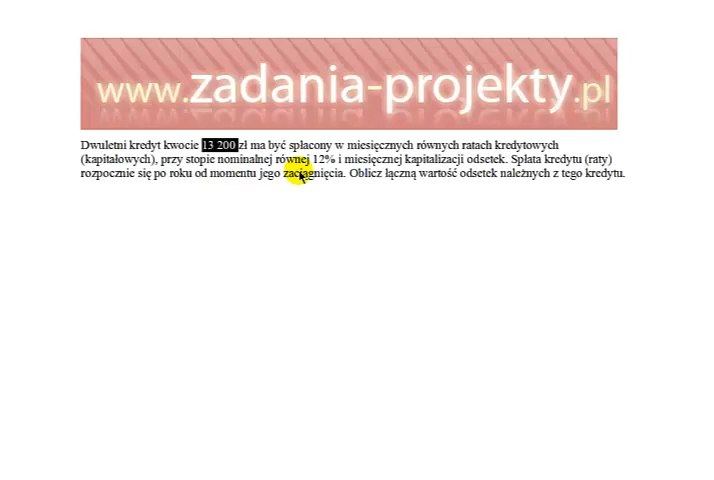 www.zadania-projekty.pl
Dwuletni kredyt kwocie 13 200 zł ma być spłacony w miesięcznych równych ratach kredytowych
(kapitałowych), przy stopie nominalnej równej 12% i miesięcznej kapitalizacji odsetek. Spłata kredytu (raty)
rozpocznie się po roku od momentu jego zaciągnięcia. Oblicz łączną wartość odsetek należnych z tego kredytu.